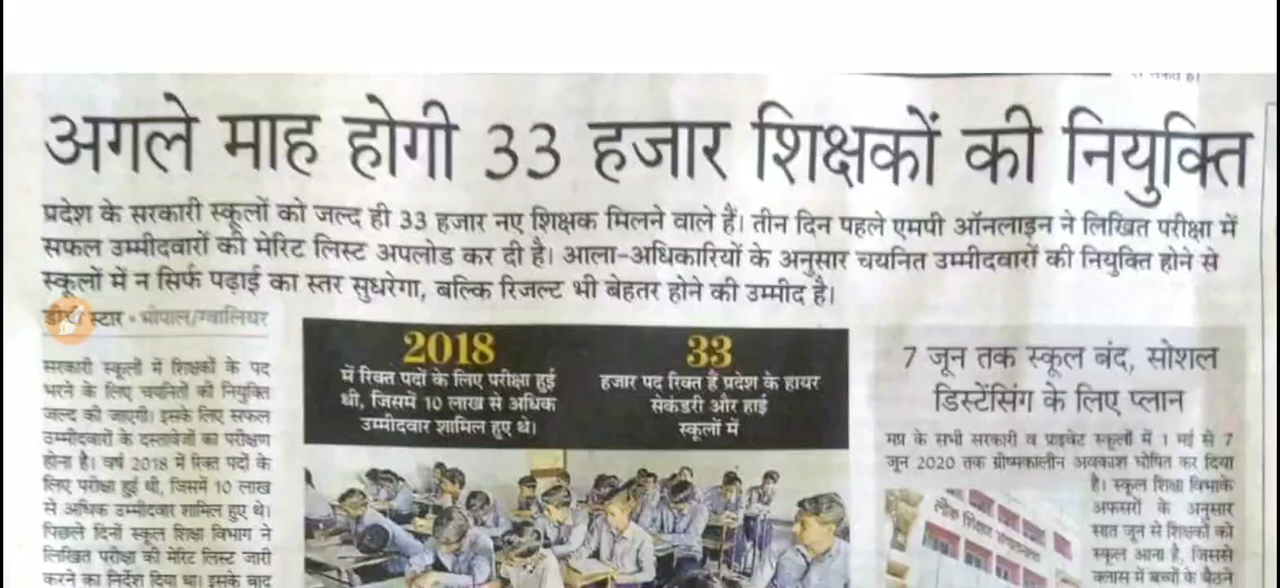 अगले माह होगी 33 हजार शिक्षकों की नियुक्ति
प्रदेश के सरकारी स्कूलों को जल्द ही 33 हजार नए शिक्षक मिलने वाले हैं। तीन दिन पहले एमपी ऑनलाइन ने लिखित परीक्षा में
सफल उम्मीदवारों की मेरिट लिस्ट अपलोड कर दी है। आला-अधिकारियों के अनुसार चयनित उम्मीदवारों की नियुक्ति होने से
स्कूलों में न सिर्फ पढ़ाई का स्तर सुधरेगा, बल्कि रिजल्ट भी बेहतर होने की उम्मीद है।
स्टार • भोपाल/ग्वालियर
सरकारी स्कूलों में शिक्षकों के पद
भरने के लिए चयनितों की नियुक्ति
जल्द की जाएगी। इसके लिए सफल
उम्मीदवारों के दस्तावेजों का परीक्षण
होना है। वर्ष 2018 में रिक्त पदों के
लिए परीक्षा हुई थी, जिसमें 10 लाख
से अधिक उम्मीदवार शामिल हुए थे।
पिछले दिनों स्कूल शिक्षा विभाग ने
लिखित परीक्षा की मेरिट लिस्ट जारी
करने का निर्देश दिया था। इसके बाद
2018
में रिक्त पदों के लिए परीक्षा हुई
थी, जिसमें 10 लाख से अधिक
उम्मीदवार शामिल हुए थे।
33
हजार पद रिक्त हैं प्रदेश के हायर
सेकंडरी और हाई
स्कूलों में
7 जून तक स्कूल बंद, सोशल
डिस्टेंसिंग के लिए प्लान
मप्र के सभी सरकारी व प्राइवेट स्कूलों में 1 मई से 7
जून 2020 तक ग्रीष्मकालीन अवकाश घोषित कर दिया
है। स्कूल शिक्षा विभाके
अफसरों के अनुसार
सात जून से शिक्षकों को
स्कूल आना है, जिससे
क्लास में बच्चों के बैठने
लोक शिक्षण